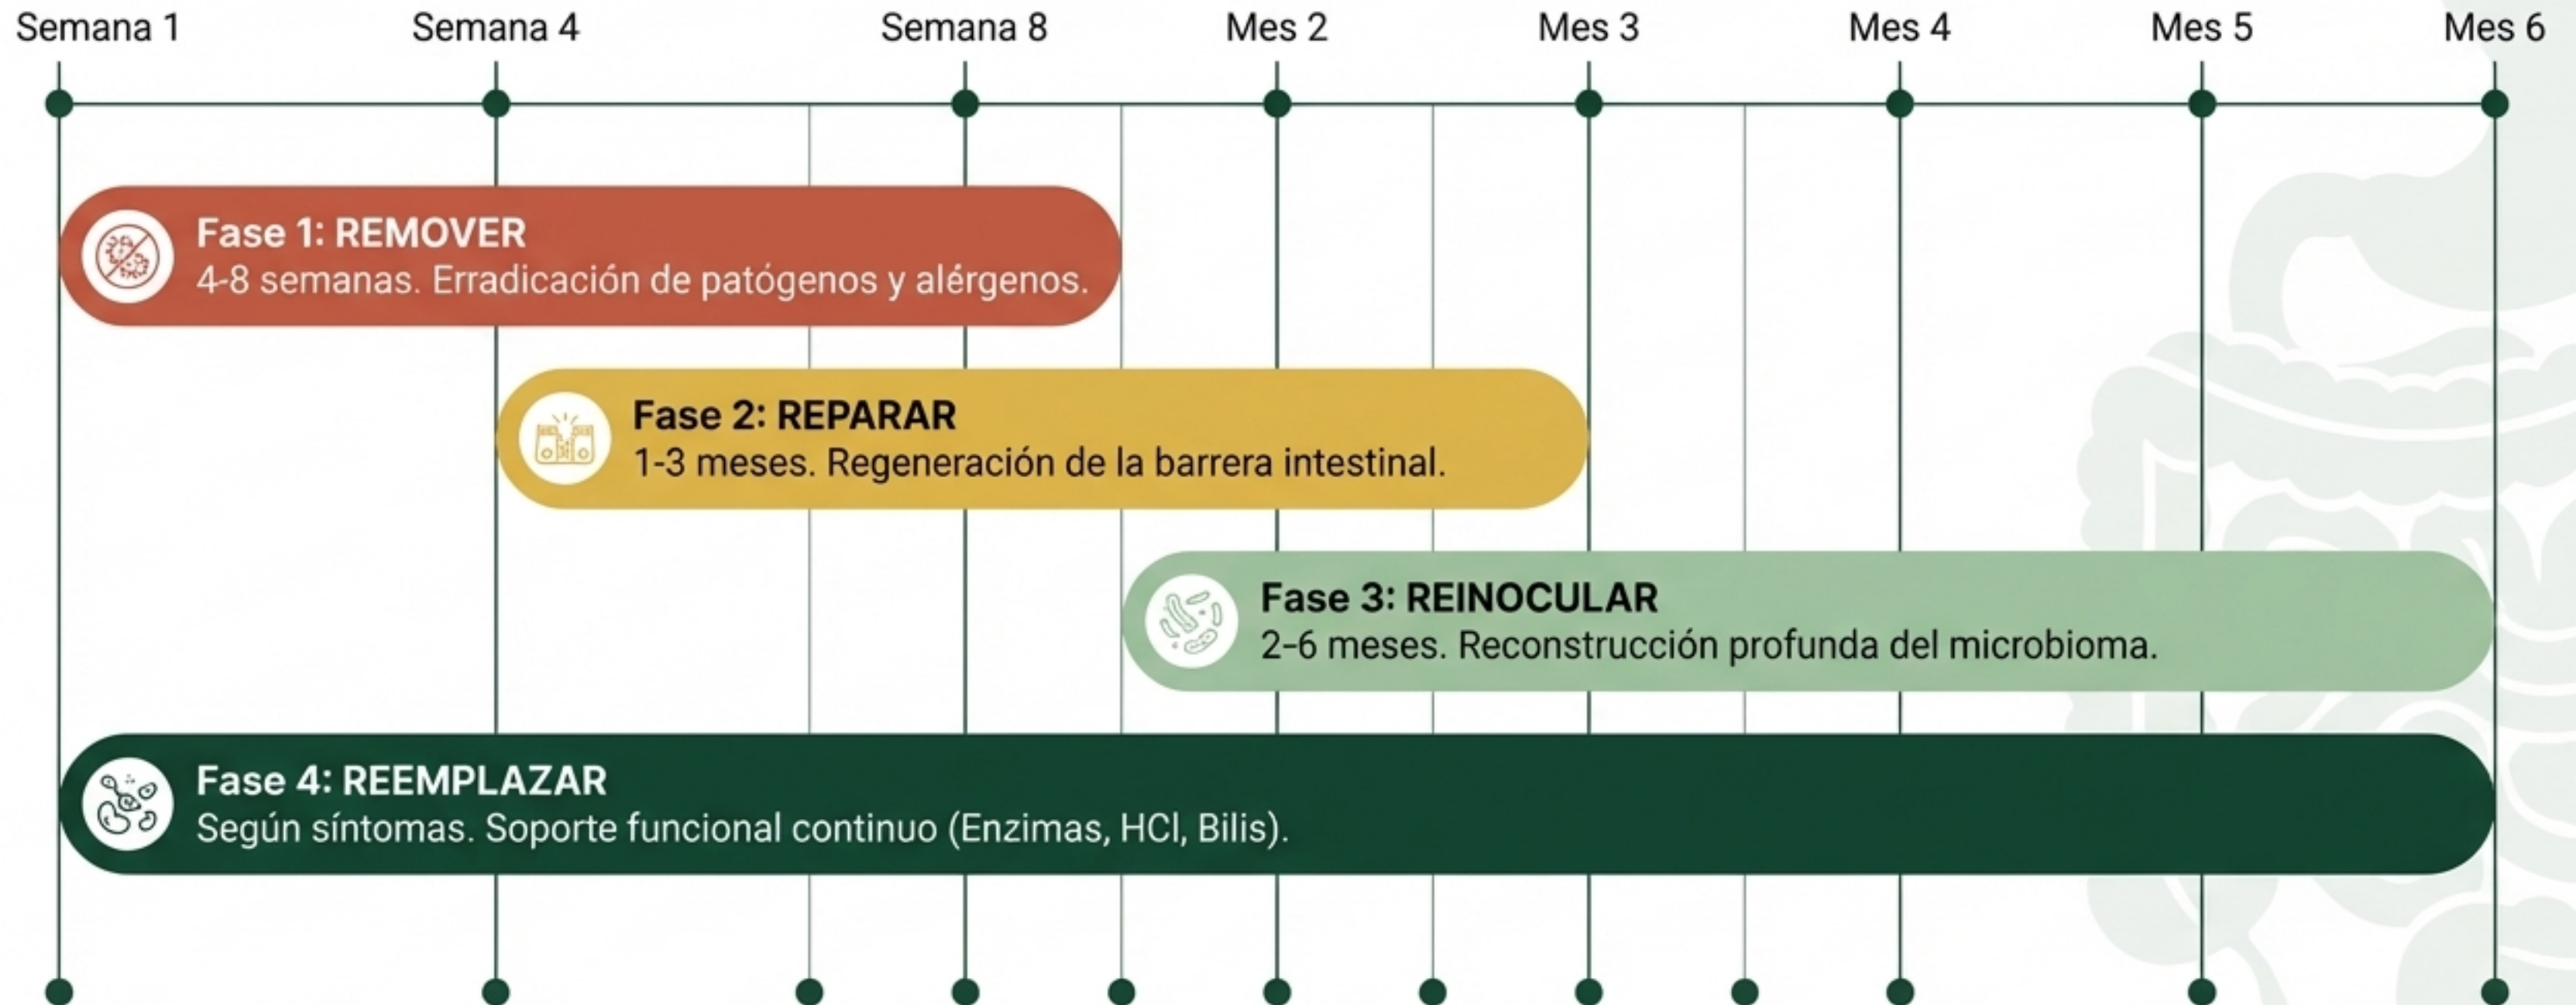 Semana 1 Semana 4 Semana 8 Mes 2 Mes 3 Mes 4 Mes 5 Mes 6
Fase 1: REMOVER
4-8 semanas. Erradicación de patógenos y alérgenos.
Fase 2: REPARAR
1-3 meses. Regeneración de la barrera intestinal.
Fase 3: REINOCULAR
2-6 meses. Reconstrucción profunda del microbioma.
Fase 4: REEMPLAZAR
Según síntomas. Soporte funcional continuo (Enzimas, HCl, Bilis).